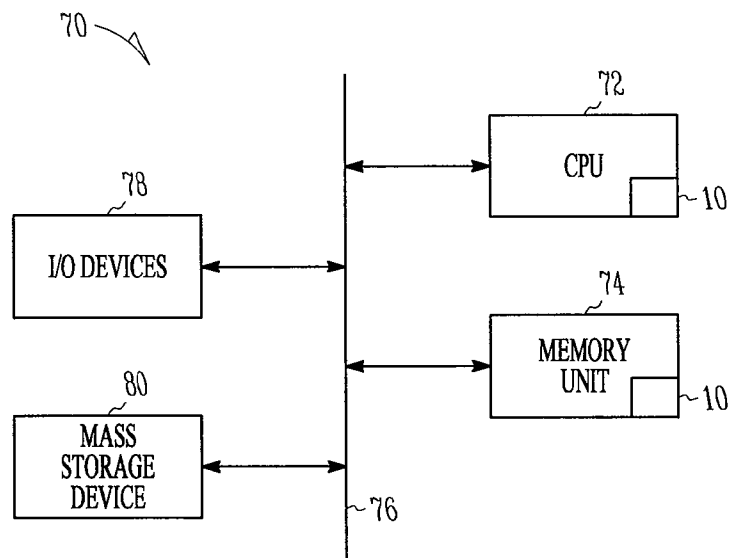 70
72
CPU
10
78
I/O DEVICES
74
MEMORY
UNIT
10
80
MASS
STORAGE
DEVICE
76